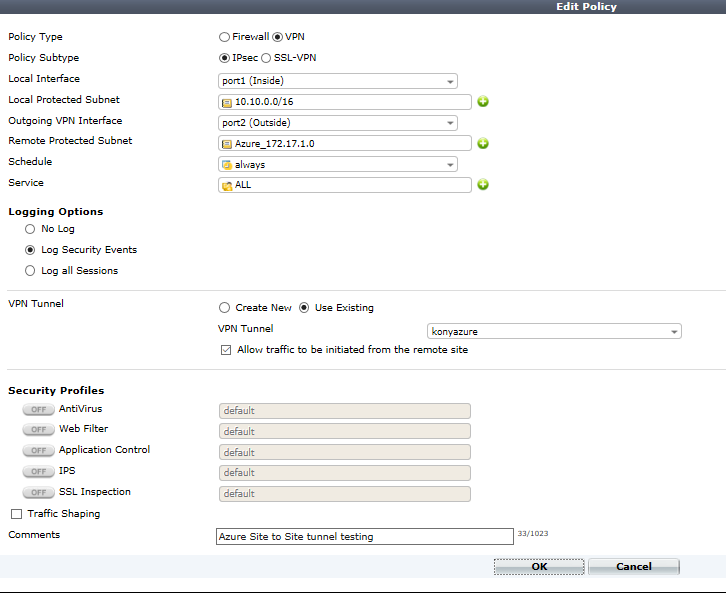 Edit Policy
Policy Type Firewall VPN
Policy Subtype IPsec SSL-VPN
Local Interface port1 (Inside)
Local Protected Subnet 10.10.0.0/16
Outgoing VPN Interface port2 (Outside)
Remote Protected Subnet Azure_172.17.1.0
Schedule always
Service ALL
Logging Options
No Log
Log Security Events
Log all Sessions
VPN Tunnel Create New Use Existing
VPN Tunnel konyazure
Allow traffic to be initiated from the remote site
Security Profiles
OFF AntiVirus default
OFF Web Filter default
OFF Application Control default
OFF IPS default
OFF SSL Inspection default
Traffic Shaping
Comments Azure Site to Site tunnel testing 33/1023
OK Cancel